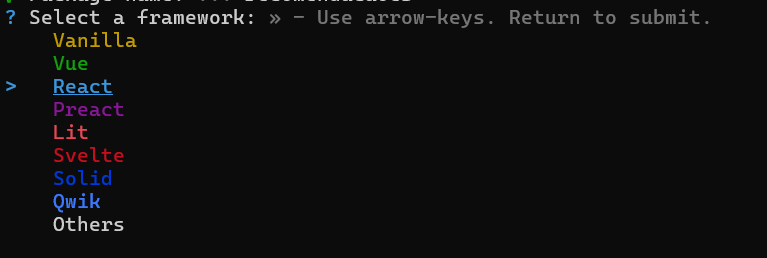 ? Select a framework: » - Use arrow-keys. Return to submit.
Vanilla
Vue
> React
Preact
Lit
Svelte
Solid
Qwik
Others